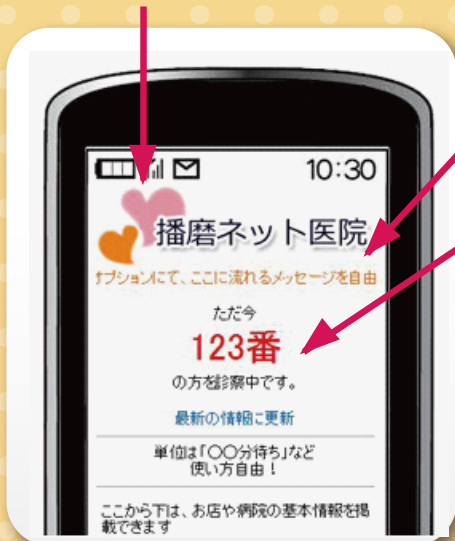 10:30
播磨ネット医院
オプションにて、ここに流れるメッセージを自由
ただ今
123番
の方を診察中です。
最新の情報に更新
単位は「〇〇分待ち」など
使い方自由！
ここから下は、お店や病院の基本情報を掲
載できます